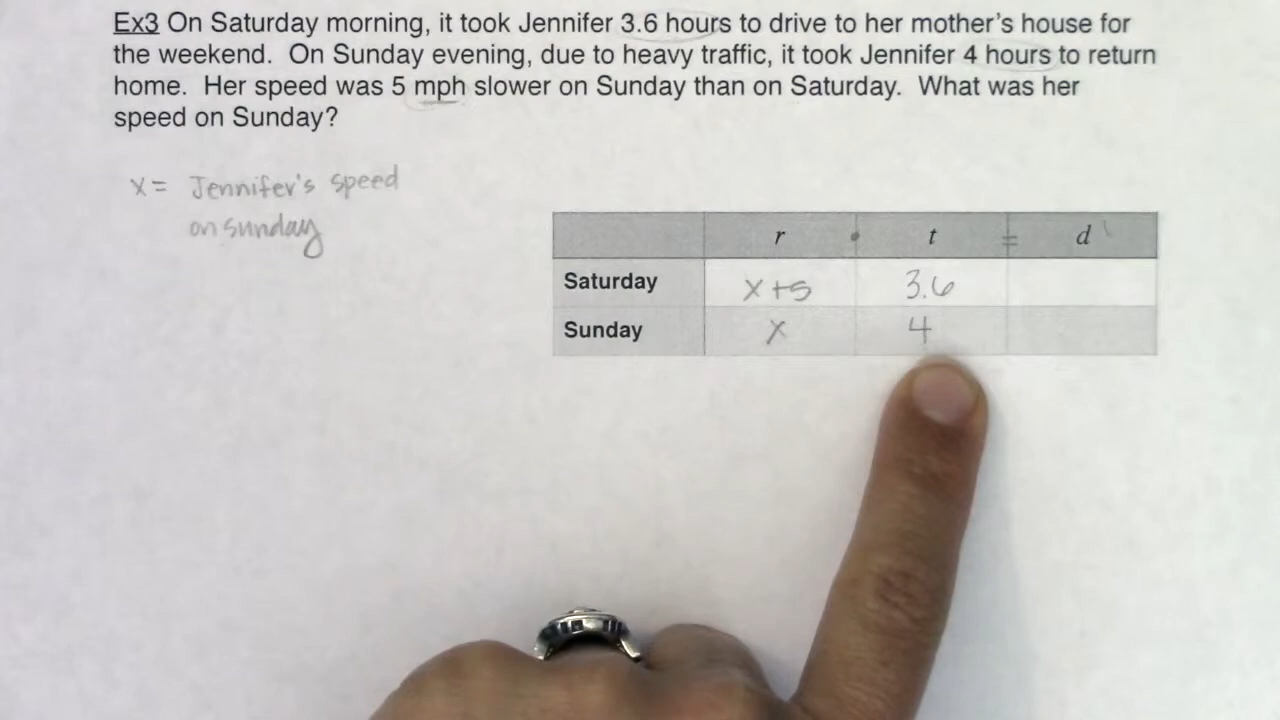 Ex3 On Saturday morning, it took Jennifer 3.6 hours to drive to her mother's house for
the weekend. On Sunday evening, due to heavy traffic, it took Jennifer 4 hours to return
home. Her speed was 5 mph slower on Sunday than on Saturday. What was her
speed on Sunday?
x = Jennifer's speed
on sunday
r • t = d
Saturday x+5 3.6
Sunday x 4